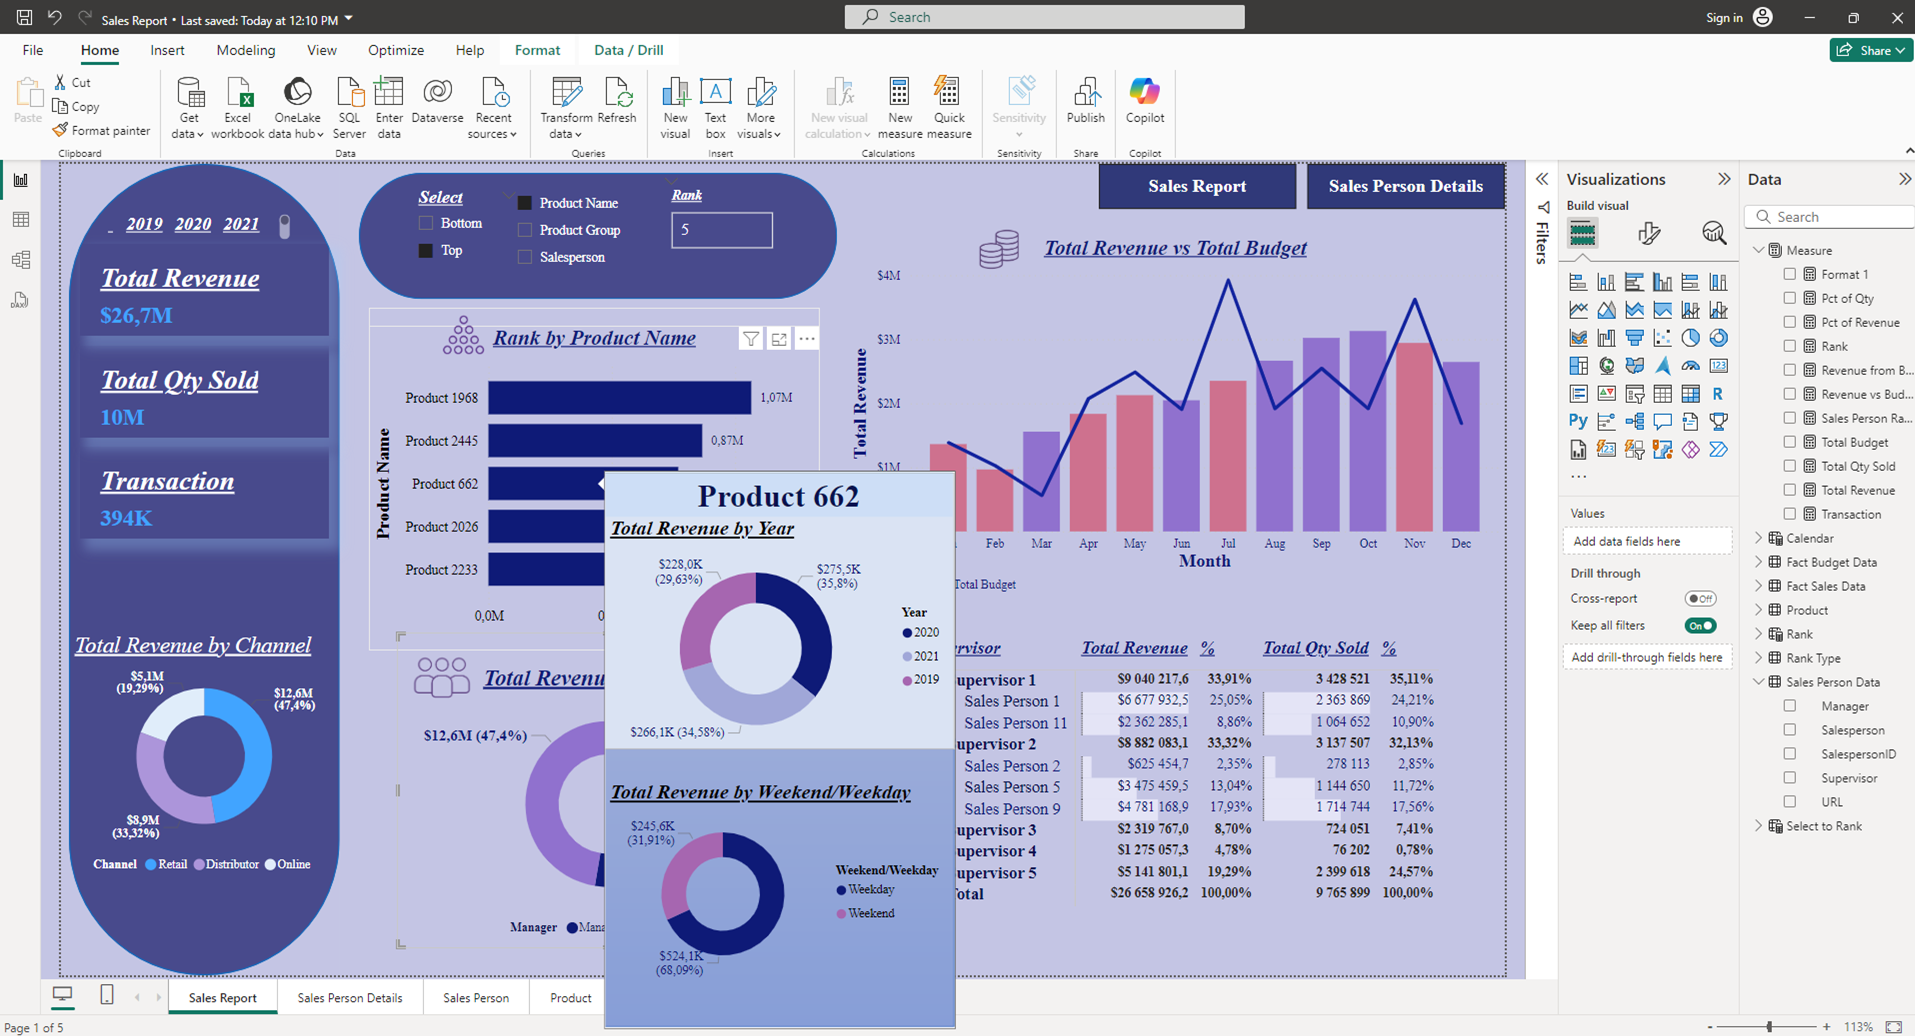 Sales Report • Last saved: Today at 12:10 PM
Search
Sign in
File
Home
Insert
Modeling
View
Optimize
Help
Format
Data / Drill
Share
Paste
Cut
Copy
Format painter
Clipboard
Get data
Excel workbook
OneLake data hub
SQL Server
Enter data
Dataverse
Recent sources
Data
Transform data
Refresh
Queries
New visual
Text box
More visuals
Insert
New visual calculation
New measure
Quick measure
Calculations
Sensitivity
Sensitivity
Publish
Share
Copilot
Copilot
2019 2020 2021
Total Revenue
$26,7M
Total Qty Sold
10M
Transaction
394K
Total Revenue by Channel
$5,1M
(19,29%)
$12,6M
(47,4%)
$8,9M
(33,32%)
Channel Retail Distributor Online
Select
Bottom
Top
Product Name
Product Group
Salesperson
Rank
5
Rank by Product Name
Product Name
Product 1968
1,07M
Product 2445
0,87M
Product 662
Product 2026
Product 2233
0,0M
0
Total Revenu
$12,6M (47,4%)
Manager Mana
Product 662
Total Revenue by Year
$228,0K
(29,63%)
$275,5K
(35,8%)
$266,1K (34,58%)
Year
2020
2021
2019
Total Revenue by Weekend/Weekday
$245,6K
(31,91%)
$524,1K
(68,09%)
Weekend/Weekday
Weekday
Weekend
Sales Report
Sales Person Details
Total Revenue vs Total Budget
Total Revenue
$4M
$3M
$2M
$1M
Feb Mar Apr May Jun Jul Aug Sep Oct Nov Dec
Month
Total Budget
rvisor Total Revenue % Total Qty Sold %
upervisor 1 $9 040 217,6 33,91% 3 428 521 35,11%
Sales Person 1 $6 677 932,5 25,05% 2 363 869 24,21%
Sales Person 11 $2 362 285,1 8,86% 1 064 652 10,90%
upervisor 2 $8 882 083,1 33,32% 3 137 507 32,13%
Sales Person 2 $625 454,7 2,35% 278 113 2,85%
Sales Person 5 $3 475 459,5 13,04% 1 144 650 11,72%
Sales Person 9 $4 781 168,9 17,93% 1 714 744 17,56%
upervisor 3 $2 319 767,0 8,70% 724 051 7,41%
upervisor 4 $1 275 057,3 4,78% 76 202 0,78%
upervisor 5 $5 141 801,1 19,29% 2 399 618 24,57%
otal $26 658 926,2 100,00% 9 765 899 100,00%
Filters
Visualizations
Build visual
R
Py
123
...
Values
Add data fields here
Drill through
Cross-report
Off
Keep all filters
On
Add drill-through fields here
Data
Search
Measure
Format 1
Pct of Qty
Pct of Revenue
Rank
Revenue from B...
Revenue vs Bud...
Sales Person Ra...
Total Budget
Total Qty Sold
Total Revenue
Transaction
Calendar
Fact Budget Data
Fact Sales Data
Product
Rank
Rank Type
Sales Person Data
Manager
Salesperson
SalespersonID
Supervisor
URL
Select to Rank
Sales Report
Sales Person Details
Sales Person
Product
Page 1 of 5
- + 113%